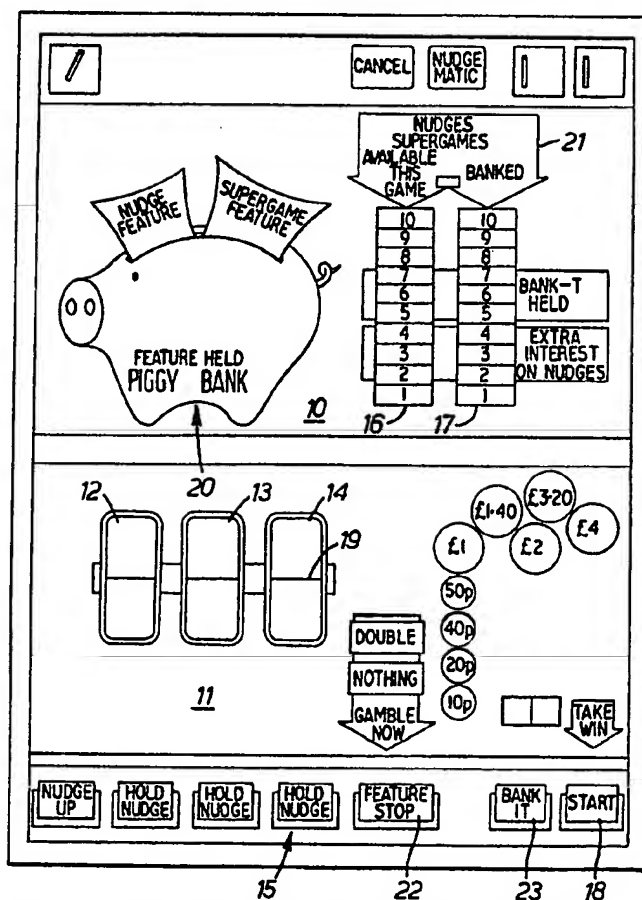 CANCEL
NUDGE
MATIC
NUDGES
SUPERGAMES
AVAILABLE
THIS
GAME
BANKED
21
NUDGE
FEATURE
SUPERGAME
FEATURE
10 10
9 9
8 8
7 7
6 6
5 5
4 4
3 3
2 2
1 1
BANK-T
HELD
EXTRA
INTEREST
ON NUDGES
FEATURE HELD
PIGGY BANK
10
16
17
20
12
13
14
19
£1
£1·40
£3·20
£2
£4
50p
40p
20p
10p
DOUBLE
NOTHING
GAMBLE
NOW
11
TAKE
WIN
NUDGE
UP
HOLD
NUDGE
HOLD
NUDGE
HOLD
NUDGE
FEATURE
STOP
BANK
IT
START
15
22
23
18